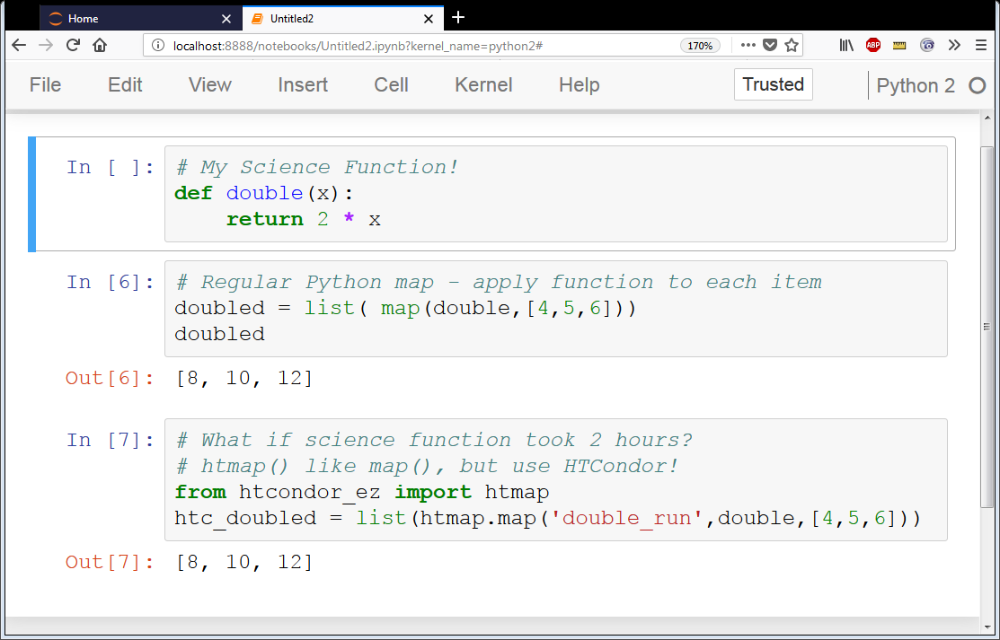 Home
Untitled2
localhost:8888/notebooks/Untitled2.ipynb?kernel_name=python2#
170%
ABP
File Edit View Insert Cell Kernel Help Trusted Python 2
In [ ]: # My Science Function!
def double(x):
    return 2 * x
In [6]: # Regular Python map - apply function to each item
doubled = list( map(double,[4,5,6]))
doubled
Out[6]: [8, 10, 12]
In [7]: # What if science function took 2 hours?
# htmap() like map(), but use HTCondor!
from htcondor_ez import htmap
htc_doubled = list(htmap.map('double_run',double,[4,5,6]))
Out[7]: [8, 10, 12]